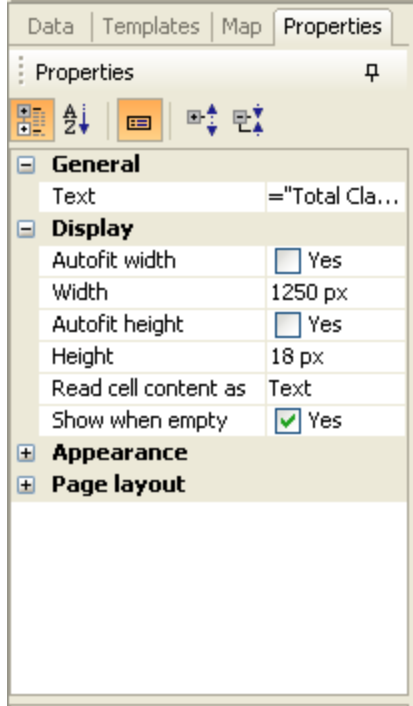 Data Templates Map Properties
Properties
General
Text ="Total Cla...
Display
Autofit width Yes
Width 1250 px
Autofit height Yes
Height 18 px
Read cell content as Text
Show when empty Yes
Appearance
Page layout